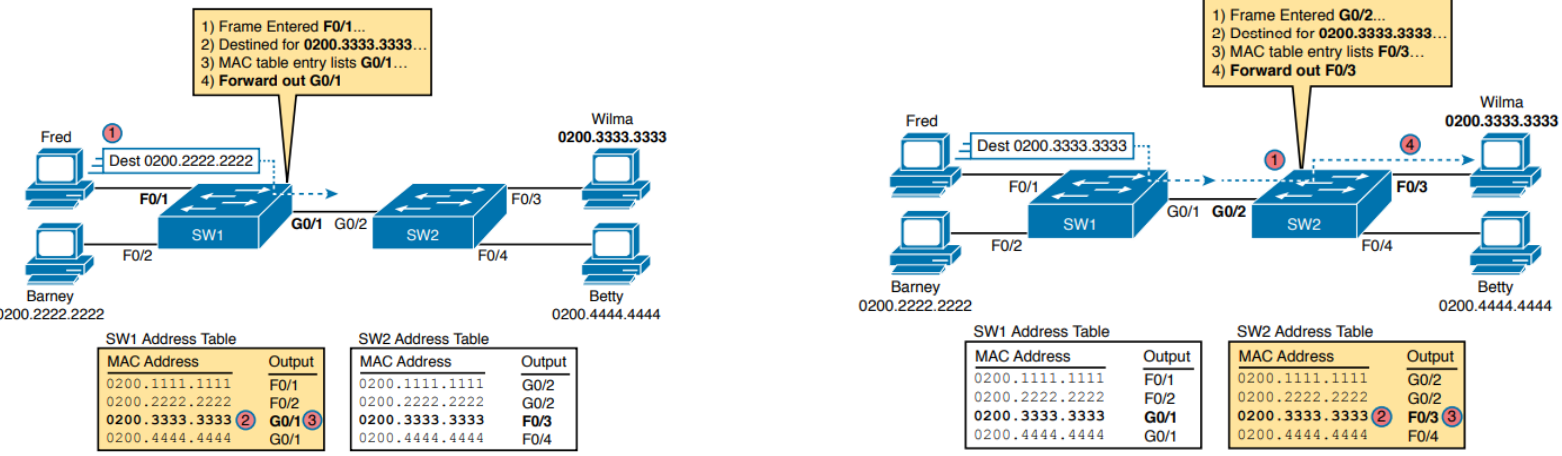 1) Frame Entered F0/1...
2) Destined for 0200.3333.3333...
3) MAC table entry lists G0/1...
4) Forward out G0/1
Fred
1
Dest 0200.2222.2222
Wilma
0200.3333.3333
F0/1
SW1
G0/1
G0/2
SW2
F0/3
F0/2
F0/4
Barney
0200.2222.2222
Betty
0200.4444.4444
SW1 Address Table
MAC Address Output
0200.1111.1111 F0/1
0200.2222.2222 F0/2
0200.3333.3333 2 G0/1 3
0200.4444.4444 G0/1
SW2 Address Table
MAC Address Output
0200.1111.1111 G0/2
0200.2222.2222 G0/2
0200.3333.3333 F0/3
0200.4444.4444 F0/4
1) Frame Entered G0/2...
2) Destined for 0200.3333.3333...
3) MAC table entry lists F0/3...
4) Forward out F0/3
Fred
Dest 0200.3333.3333
1
4
Wilma
0200.3333.3333
F0/1
SW1
G0/1
G0/2
SW2
F0/3
F0/2
F0/4
Barney
0200.2222.2222
Betty
0200.4444.4444
SW1 Address Table
MAC Address Output
0200.1111.1111 F0/1
0200.2222.2222 F0/2
0200.3333.3333 G0/1
0200.4444.4444 G0/1
SW2 Address Table
MAC Address Output
0200.1111.1111 G0/2
0200.2222.2222 G0/2
0200.3333.3333 2 F0/3 3
0200.4444.4444 F0/4